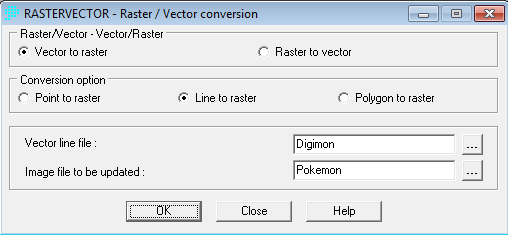 RASTERVECTOR - Raster / Vector conversion
Raster/Vector - Vector/Raster
Vector to raster Raster to vector
Conversion option
Point to raster Line to raster Polygon to raster
Vector line file : Digimon ...
Image file to be updated : Pokemon ...
OK Close Help